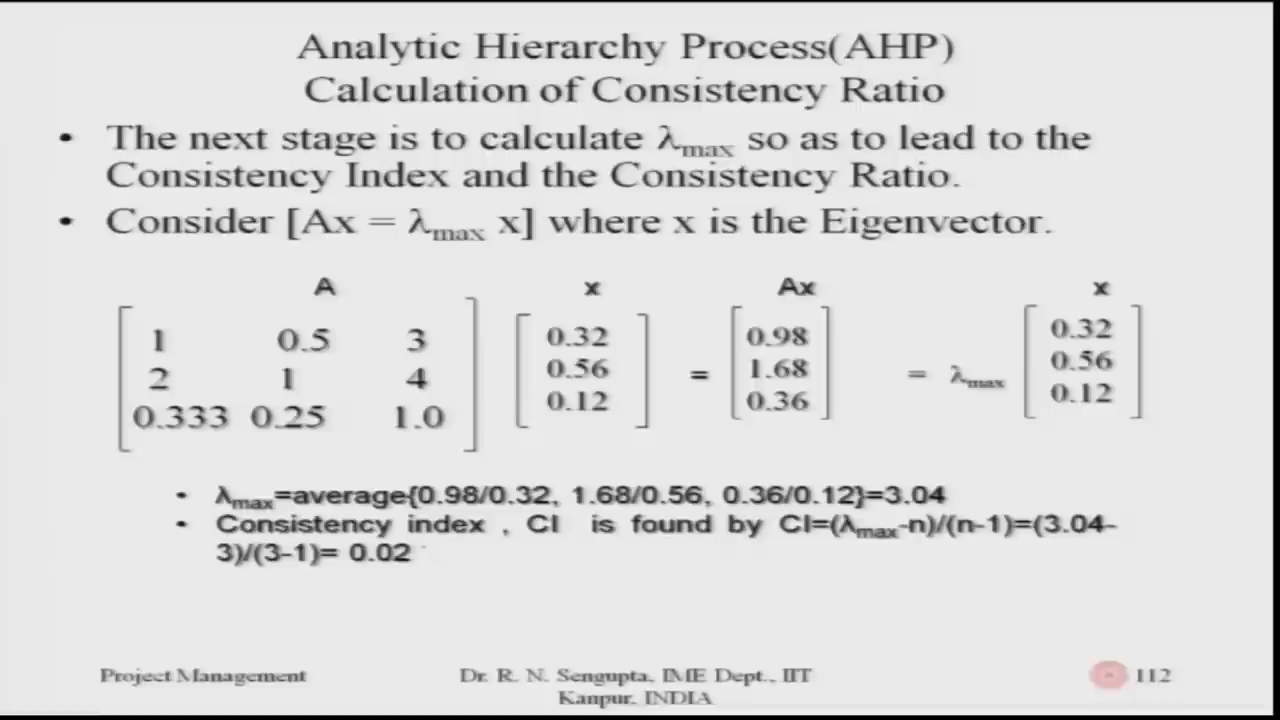 Analytic Hierarchy Process(AHP)
Calculation of Consistency Ratio
• The next stage is to calculate λmax so as to lead to the
Consistency Index and the Consistency Ratio.
• Consider [Ax = λmax x] where x is the Eigenvector.
A x Ax x
1 0.5 3 0.32 0.98 0.32
2 1 4 0.56 = 1.68 = λmax 0.56
0.333 0.25 1.0 0.12 0.36 0.12
• λmax=average{0.98/0.32, 1.68/0.56, 0.36/0.12}=3.04
• Consistency index , CI is found by CI=(λmax-n)/(n-1)=(3.04-
3)/(3-1)= 0.02
Project Management
Dr. R. N. Sengupta, IME Dept., IIT
Kanpur, INDIA
112